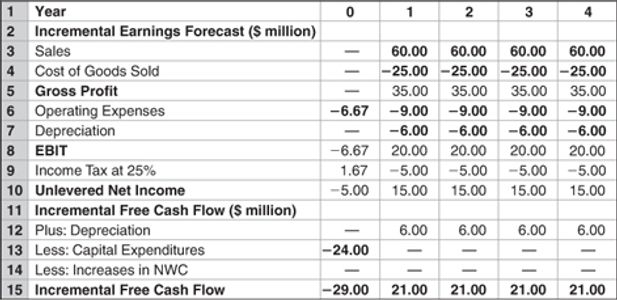 1 Year 0 1 2 3 4
2 Incremental Earnings Forecast ($ million)
3 Sales — 60.00 60.00 60.00 60.00
4 Cost of Goods Sold — −25.00 −25.00 −25.00 −25.00
5 Gross Profit — 35.00 35.00 35.00 35.00
6 Operating Expenses −6.67 −9.00 −9.00 −9.00 −9.00
7 Depreciation — −6.00 −6.00 −6.00 −6.00
8 EBIT −6.67 20.00 20.00 20.00 20.00
9 Income Tax at 25% 1.67 −5.00 −5.00 −5.00 −5.00
10 Unlevered Net Income −5.00 15.00 15.00 15.00 15.00
11 Incremental Free Cash Flow ($ million)
12 Plus: Depreciation — 6.00 6.00 6.00 6.00
13 Less: Capital Expenditures −24.00 — — — —
14 Less: Increases in NWC — — — — —
15 Incremental Free Cash Flow −29.00 21.00 21.00 21.00 21.00